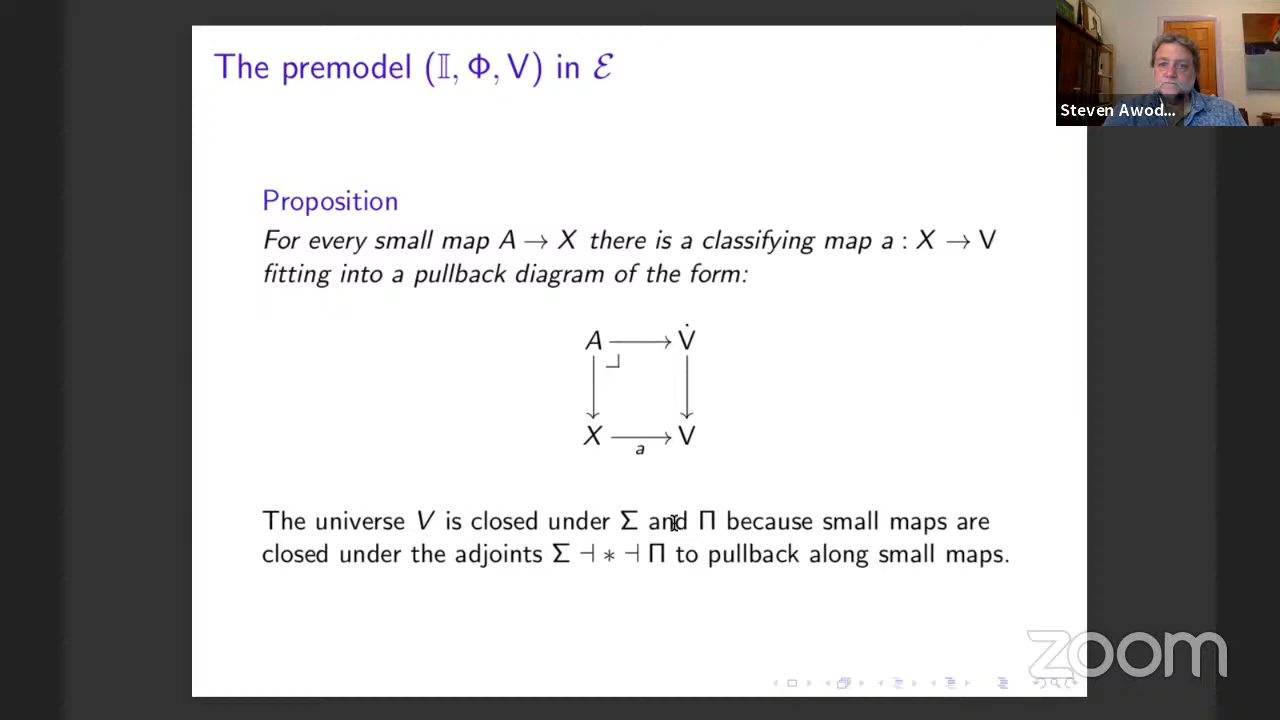 The premodel (𝕀, Φ, V) in ℰ
Steven Awod...
Proposition
For every small map A → X there is a classifying map a : X → V
fitting into a pullback diagram of the form:
A V̇
X V
a
The universe V is closed under Σ and Π because small maps are
closed under the adjoints Σ ⊣ * ⊣ Π to pullback along small maps.
zoom